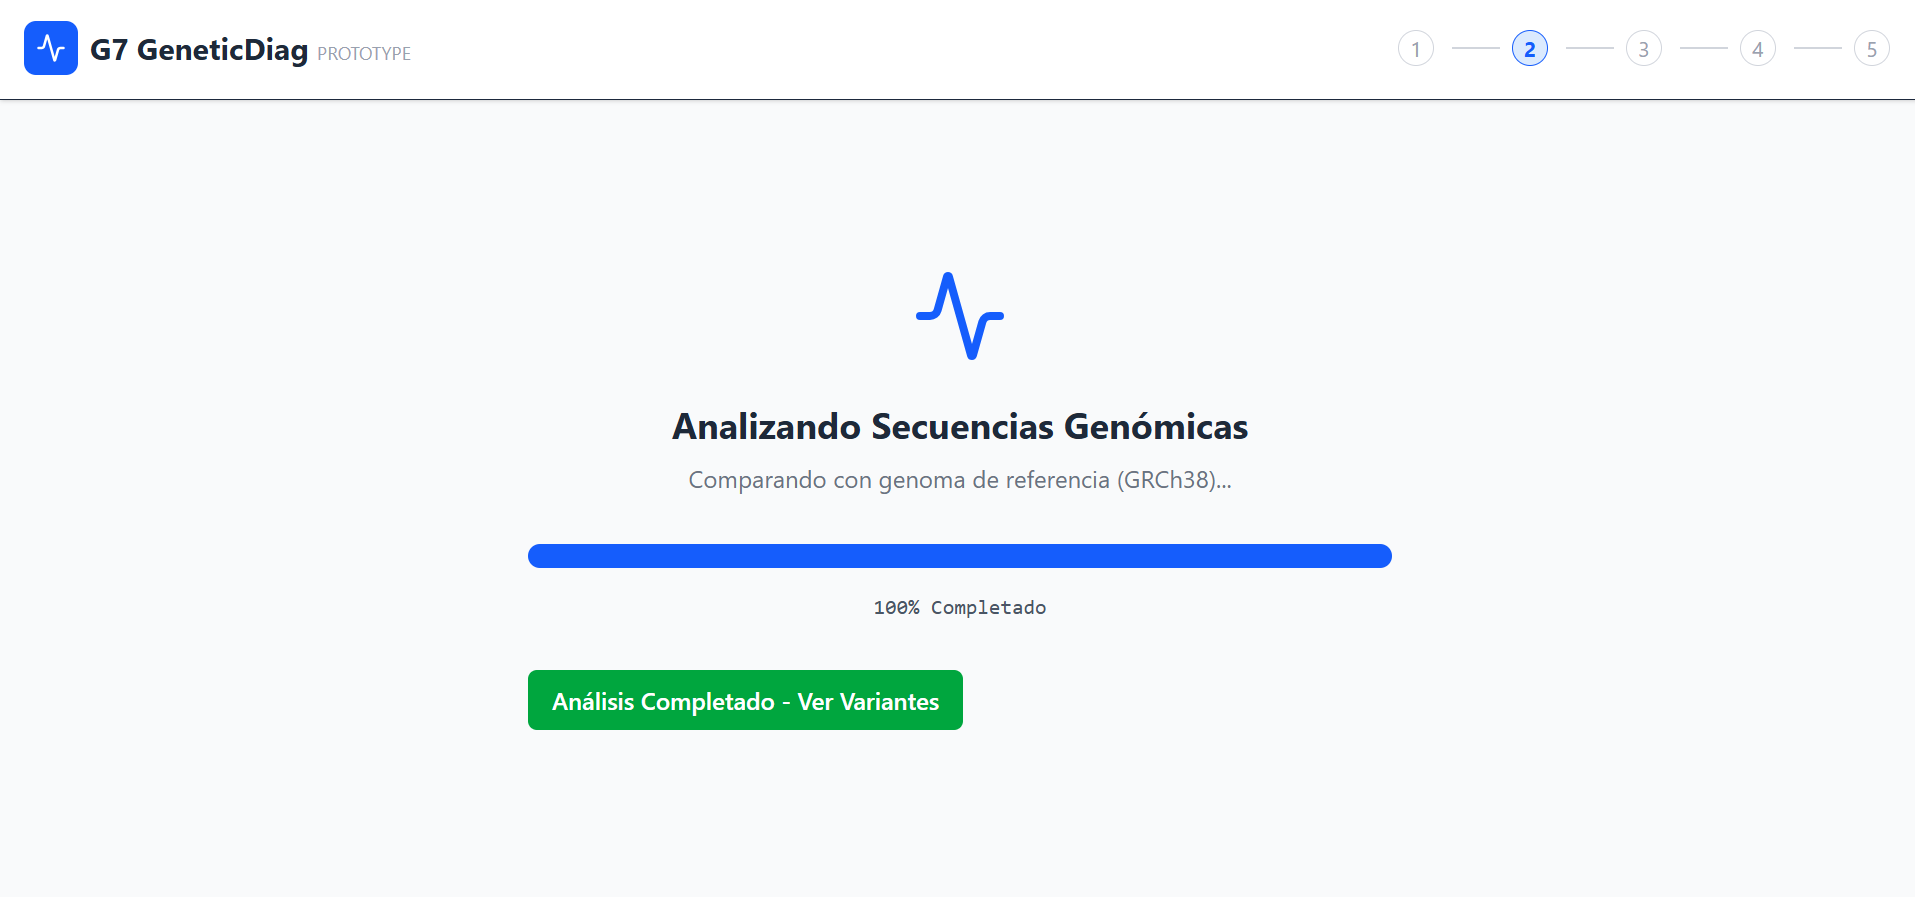 G7 GeneticDiag PROTOTYPE
1 2 3 4 5
Analizando Secuencias Genómicas
Comparando con genoma de referencia (GRCh38)...
100% Completado
Análisis Completado - Ver Variantes